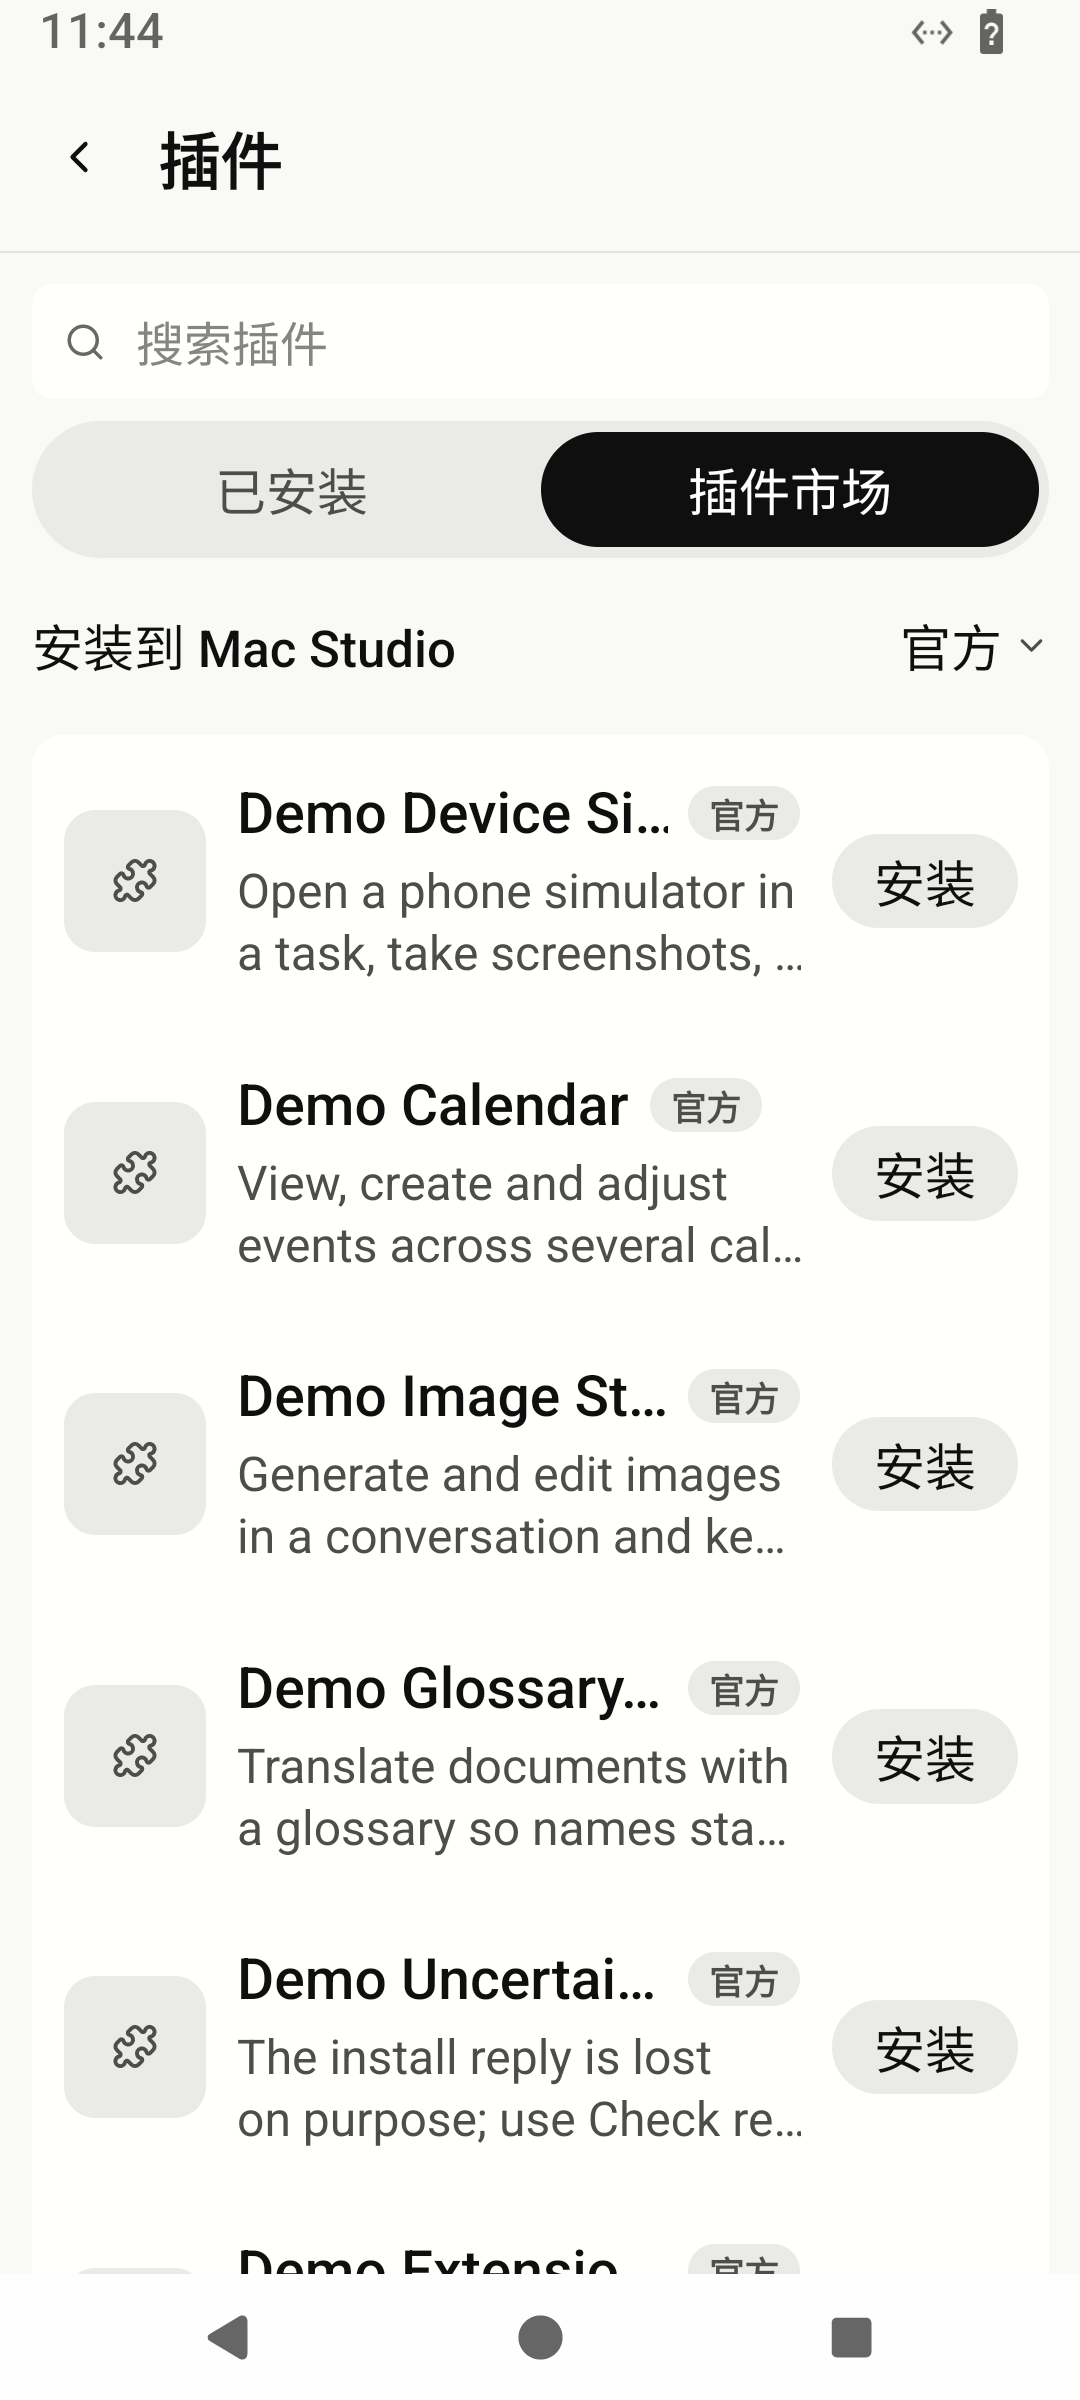 11:44
插件
搜索插件
已安装
插件市场
安装到 Mac Studio
官方
Demo Device Si...
官方
Open a phone simulator in
a task, take screenshots, ...
安装
Demo Calendar
官方
View, create and adjust
events across several cal...
安装
Demo Image St...
官方
Generate and edit images
in a conversation and ke...
安装
Demo Glossary...
官方
Translate documents with
a glossary so names sta...
安装
Demo Uncertai...
官方
The install reply is lost
on purpose; use Check re...
安装
Demo Extensio
官方